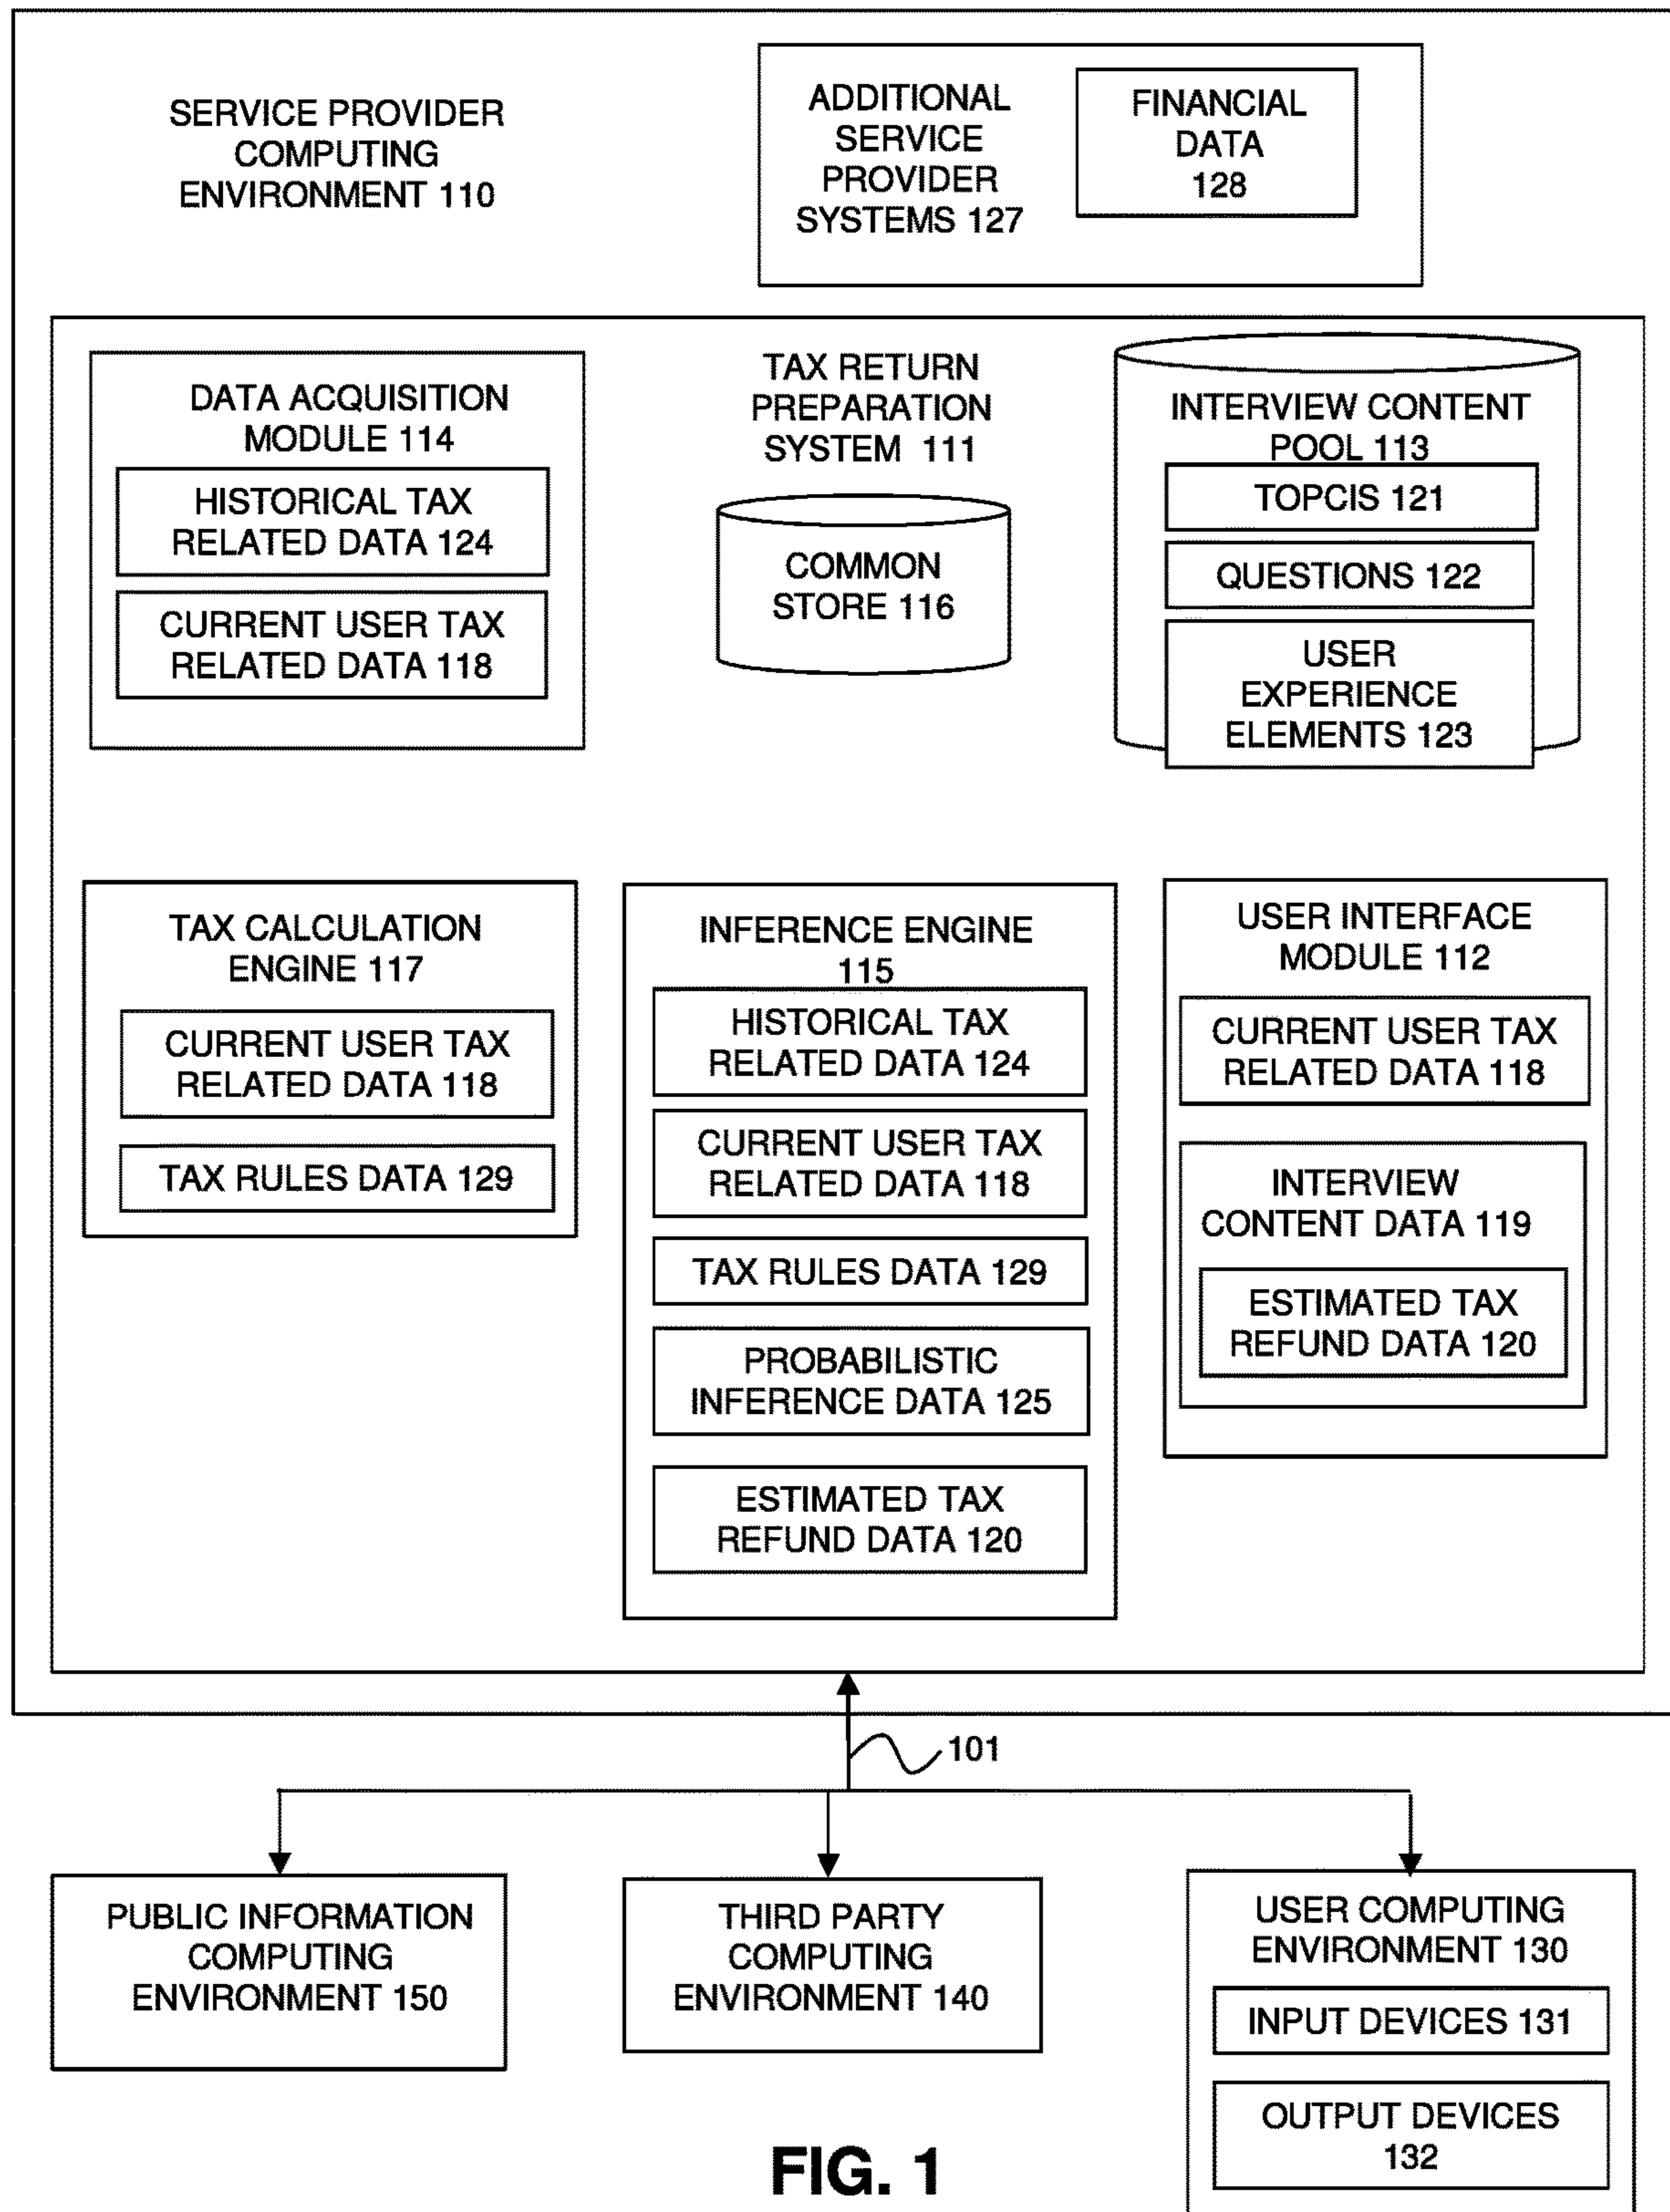 SERVICE PROVIDER
COMPUTING
ENVIRONMENT 110
ADDITIONAL
SERVICE
PROVIDER
SYSTEMS 127
FINANCIAL
DATA
128
DATA ACQUISITION
MODULE 114
HISTORICAL TAX
RELATED DATA 124
CURRENT USER TAX
RELATED DATA 118
TAX RETURN
PREPARATION
SYSTEM 111
COMMON
STORE 116
INTERVIEW CONTENT
POOL 113
TOPCIS 121
QUESTIONS 122
USER
EXPERIENCE
ELEMENTS 123
TAX CALCULATION
ENGINE 117
CURRENT USER TAX
RELATED DATA 118
TAX RULES DATA 129
INFERENCE ENGINE
115
HISTORICAL TAX
RELATED DATA 124
CURRENT USER TAX
RELATED DATA 118
TAX RULES DATA 129
PROBABILISTIC
INFERENCE DATA 125
ESTIMATED TAX
REFUND DATA 120
USER INTERFACE
MODULE 112
CURRENT USER TAX
RELATED DATA 118
INTERVIEW
CONTENT DATA 119
ESTIMATED TAX
REFUND DATA 120
101
PUBLIC INFORMATION
COMPUTING
ENVIRONMENT 150
THIRD PARTY
COMPUTING
ENVIRONMENT 140
USER COMPUTING
ENVIRONMENT 130
INPUT DEVICES 131
OUTPUT DEVICES
132
FIG. 1